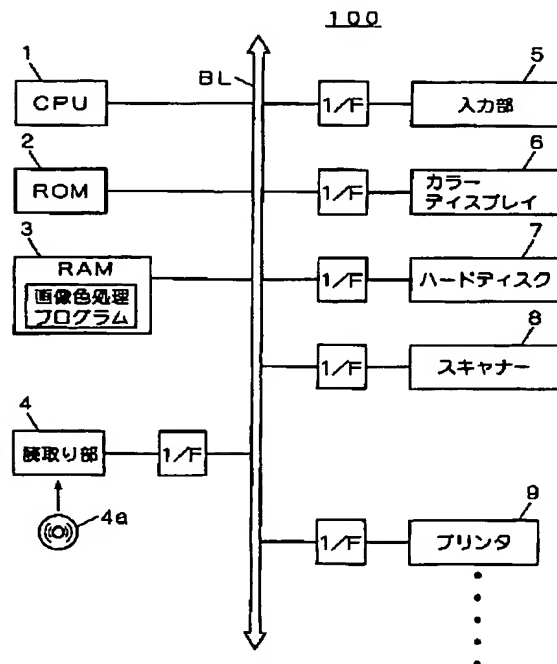 100
1
CPU
BL
1/F
5
入力部
2
ROM
1/F
6
カラー
ディスプレイ
3
RAM
画像色処理
プログラム
1/F
7
ハードディスク
1/F
8
スキャナー
4
読取り部
1/F
4a
1/F
9
プリンタ